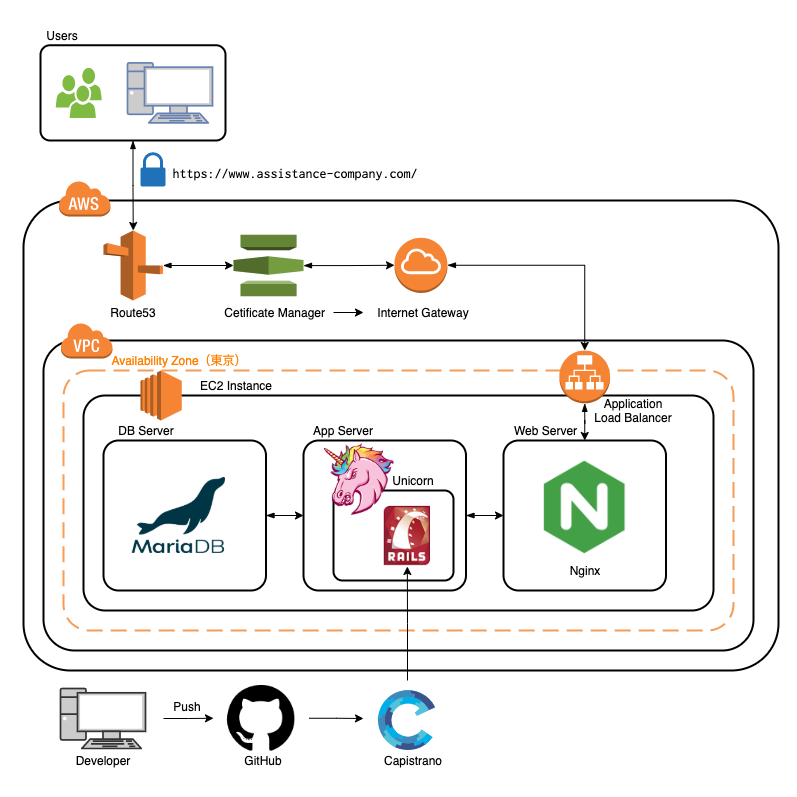 Users
https://www.assistance-company.com/
AWS
Route53
Cetificate Manager
Internet Gateway
VPC
Availability Zone（東京）
EC2 Instance
Application
Load Balancer
DB Server
App Server
Web Server
Unicorn
MariaDB
RAILS
N
Nginx
Push
Developer
GitHub
Capistrano